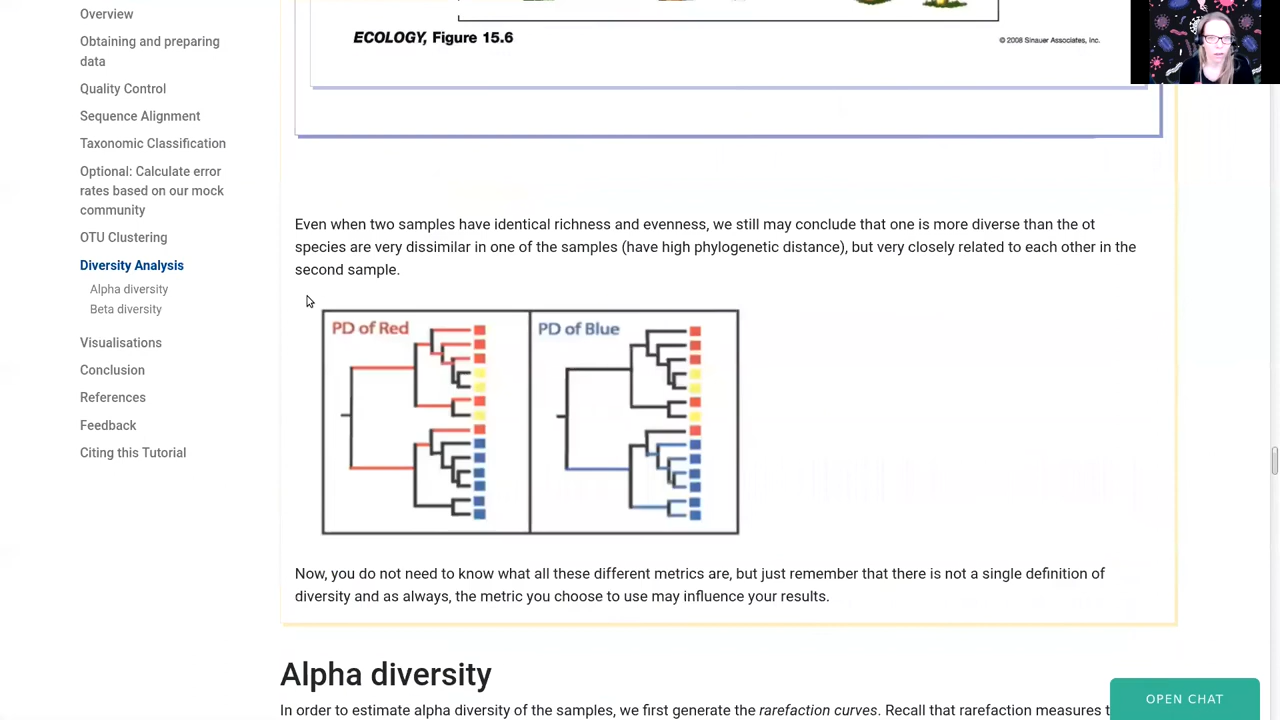 Overview
Obtaining and preparing
data
Quality Control
Sequence Alignment
Taxonomic Classification
Optional: Calculate error
rates based on our mock
community
OTU Clustering
Diversity Analysis
Alpha diversity
Beta diversity
Visualisations
Conclusion
References
Feedback
Citing this Tutorial
ECOLOGY, Figure 15.6
© 2008 Sinauer Associates, Inc.
Even when two samples have identical richness and evenness, we still may conclude that one is more diverse than the ot
species are very dissimilar in one of the samples (have high phylogenetic distance), but very closely related to each other in the
second sample.
PD of Red
PD of Blue
Now, you do not need to know what all these different metrics are, but just remember that there is not a single definition of
diversity and as always, the metric you choose to use may influence your results.
Alpha diversity
In order to estimate alpha diversity of the samples, we first generate the rarefaction curves. Recall that rarefaction measures t
OPEN CHAT